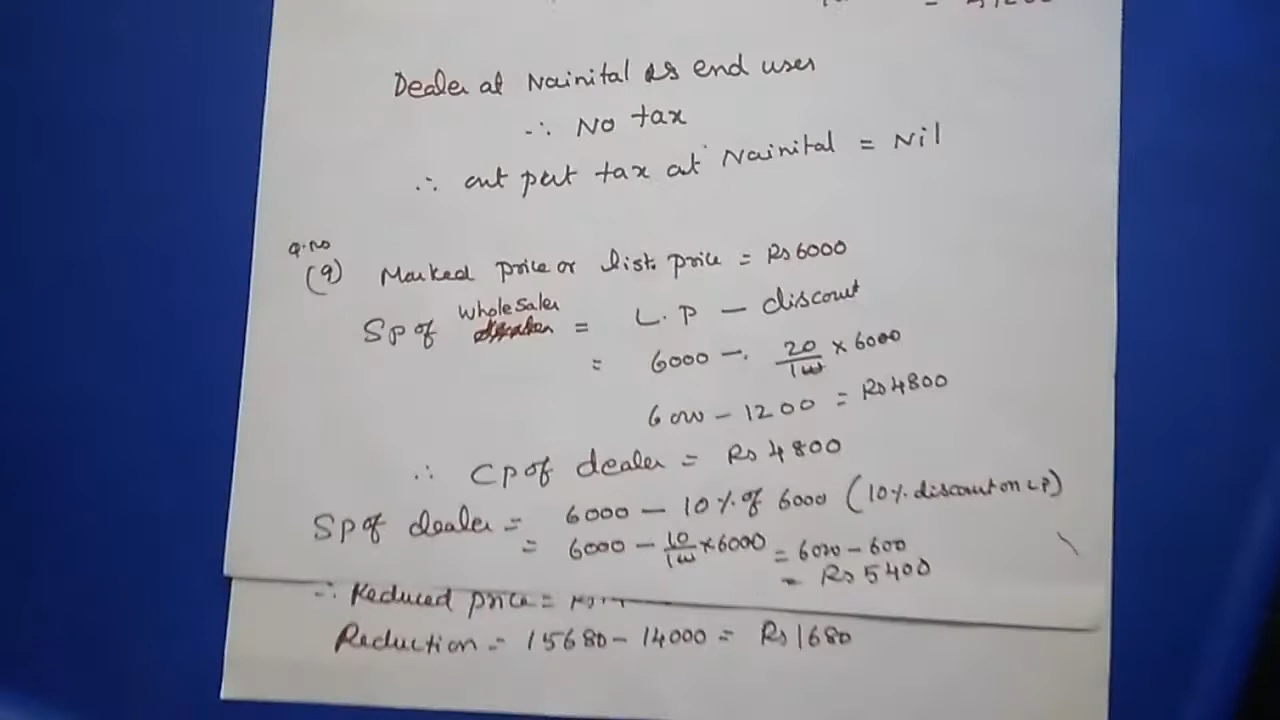 Dealer at Nainital is end user
∴ No tax
∴ out put tax at Nainital = Nil
Q.No
(9) Marked price or list price = Rs 6000
Sp of wholesaler = L.P - discount
= 6000 - 20/100 × 6000
6000 - 1200 = Rs 4800
∴ Cp of dealer = Rs 4800
Sp of dealer = 6000 - 10% of 6000 (10% discount on LP)
= 6000 - 10/100 × 6000 = 6000 - 600
= Rs 5400
∴ Reduced price =
Reduction = 15680 - 14000 = Rs 1680